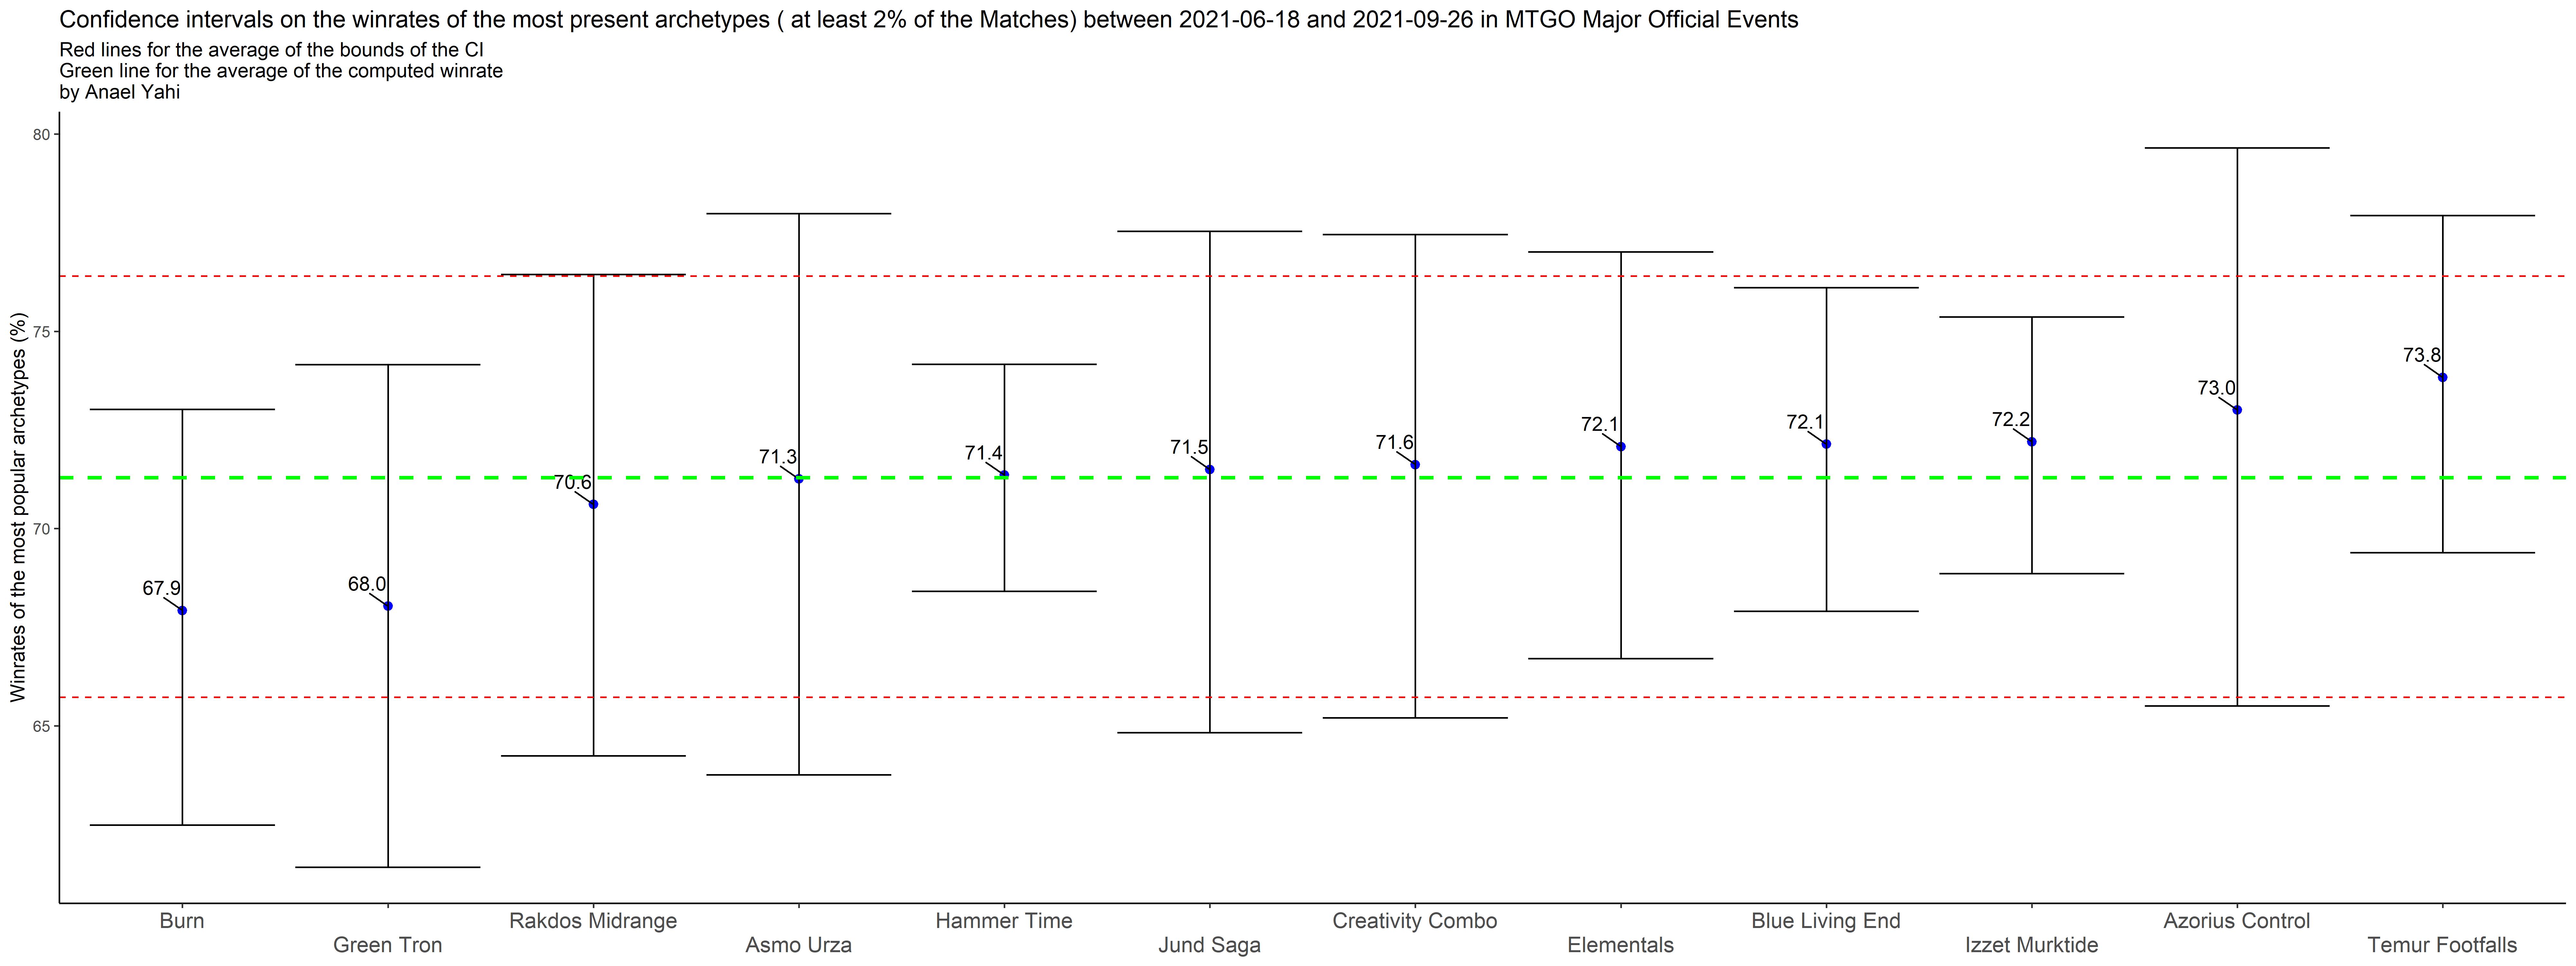 Confidence intervals on the winrates of the most present archetypes ( at least 2% of the Matches) between 2021-06-18 and 2021-09-26 in MTGO Major Official Events
Red lines for the average of the bounds of the CI
Green line for the average of the computed winrate
by Anael Yahi
Winrates of the most popular archetypes (%)
80
75
70
65
67.9
68.0
70.6
71.3
71.4
71.5
71.6
72.1
72.1
72.2
73.0
73.8
Burn
Green Tron
Rakdos Midrange
Asmo Urza
Hammer Time
Jund Saga
Creativity Combo
Elementals
Blue Living End
Izzet Murktide
Azorius Control
Temur Footfalls